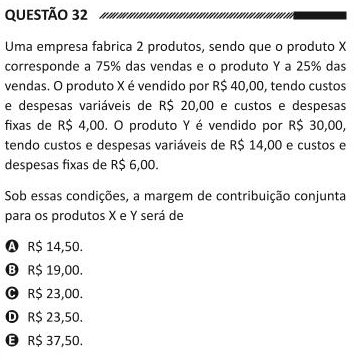 QUESTÃO 32
Uma empresa fabrica 2 produtos, sendo que o produto X
corresponde a 75% das vendas e o produto Y a 25% das
vendas. O produto X é vendido por R$ 40,00, tendo custos
e despesas variáveis de R$ 20,00 e custos e despesas
fixas de R$ 4,00. O produto Y é vendido por R$ 30,00,
tendo custos e despesas variáveis de R$ 14,00 e custos e
despesas fixas de R$ 6,00.
Sob essas condições, a margem de contribuição conjunta
para os produtos X e Y será de
A R$ 14,50.
B R$ 19,00.
C R$ 23,00.
D R$ 23,50.
E R$ 37,50.